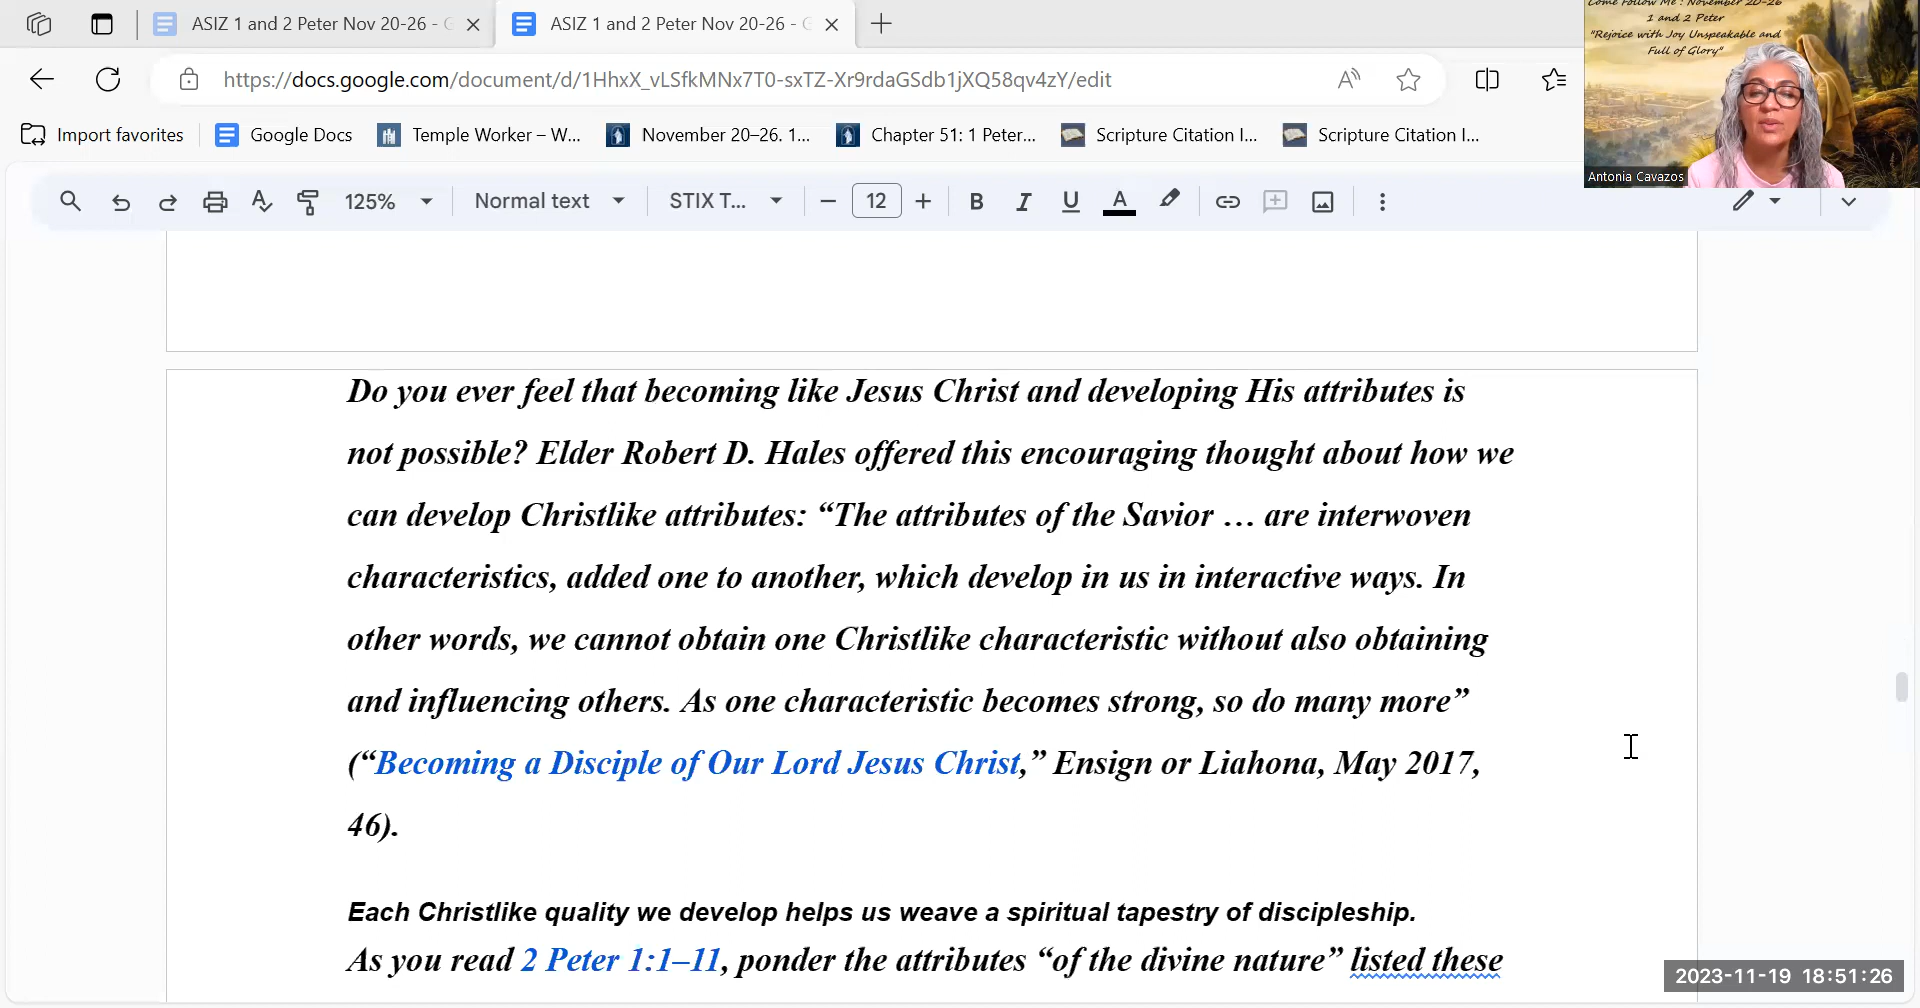 ASIZ 1 and 2 Peter Nov 20-26 - G
ASIZ 1 and 2 Peter Nov 20-26 - G
https://docs.google.com/document/d/1HhxX_vLSfkMNx7T0-sxTZ-Xr9rdaGSdb1jXQ58qv4zY/edit
Import favorites
Google Docs
Temple Worker – W...
November 20–26. 1...
Chapter 51: 1 Peter...
Scripture Citation I...
Scripture Citation I...
Come Follow Me : November 20-26
1 and 2 Peter
"Rejoice with Joy Unspeakable and
Full of Glory"
Antonia Cavazos
125%
Normal text
STIX T...
12
B
I
U
A
Do you ever feel that becoming like Jesus Christ and developing His attributes is
not possible? Elder Robert D. Hales offered this encouraging thought about how we
can develop Christlike attributes: “The attributes of the Savior … are interwoven
characteristics, added one to another, which develop in us in interactive ways. In
other words, we cannot obtain one Christlike characteristic without also obtaining
and influencing others. As one characteristic becomes strong, so do many more”
(“Becoming a Disciple of Our Lord Jesus Christ,” Ensign or Liahona, May 2017,
46).
Each Christlike quality we develop helps us weave a spiritual tapestry of discipleship.
As you read 2 Peter 1:1–11, ponder the attributes “of the divine nature” listed these
2023-11-19 18:51:26